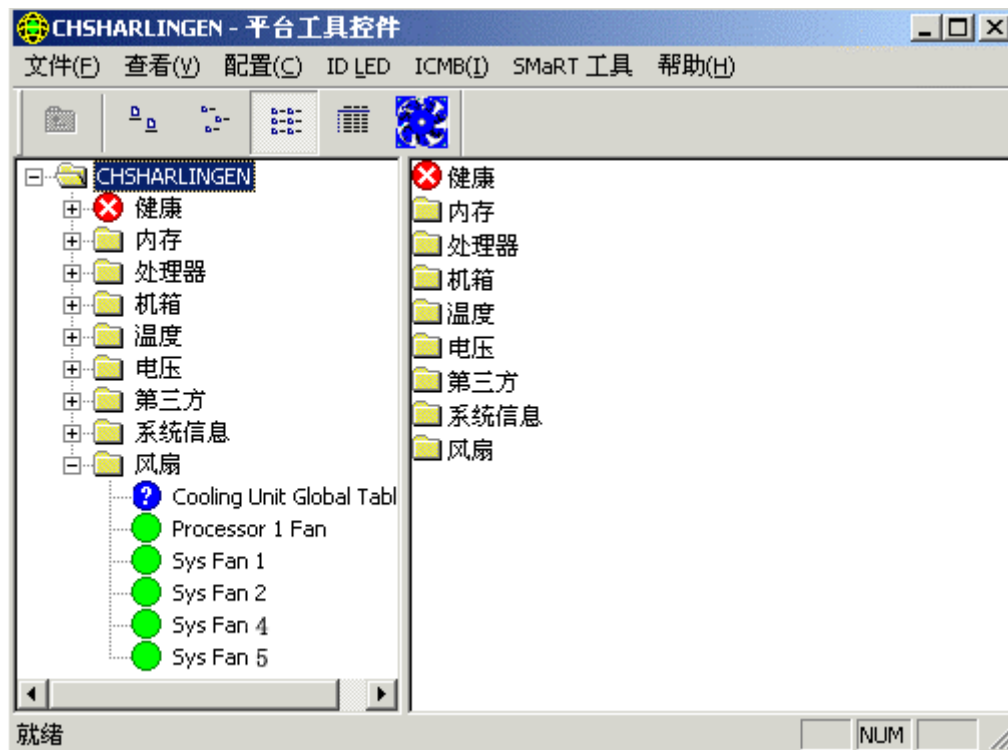 CHSHARLINGEN - 平台工具控件
文件(F) 查看(V) 配置(C) ID LED ICMB(I) SMaRT 工具 帮助(H)
CHSHARLINGEN
健康
内存
处理器
机箱
温度
电压
第三方
系统信息
风扇
Cooling Unit Global Tabl
Processor 1 Fan
Sys Fan 1
Sys Fan 2
Sys Fan 4
Sys Fan 5
健康
内存
处理器
机箱
温度
电压
第三方
系统信息
风扇
就绪
NUM